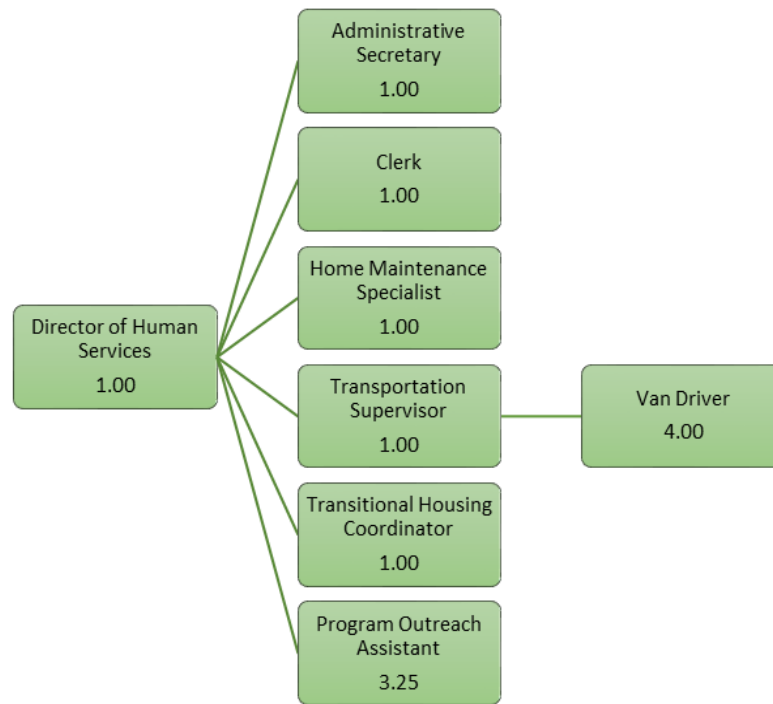 Administrative
Secretary
1.00
Clerk
1.00
Home Maintenance
Specialist
1.00
Director of Human
Services
1.00
Transportation
Supervisor
1.00
Van Driver
4.00
Transitional Housing
Coordinator
1.00
Program Outreach
Assistant
3.25